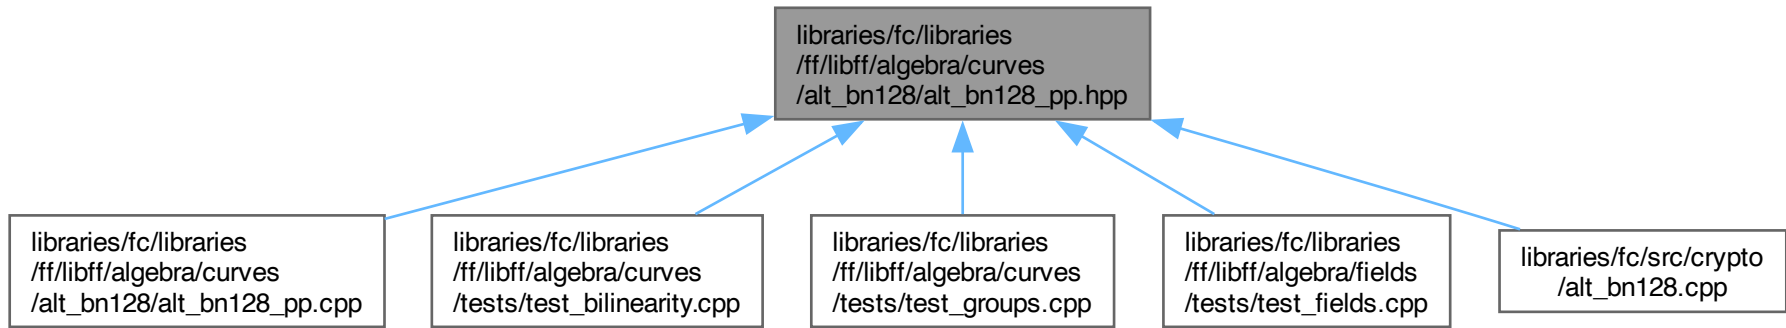 libraries/fc/libraries
/ff/libff/algebra/curves
/alt_bn128/alt_bn128_pp.hpp
libraries/fc/libraries
/ff/libff/algebra/curves
/alt_bn128/alt_bn128_pp.cpp
libraries/fc/libraries
/ff/libff/algebra/curves
/tests/test_bilinearity.cpp
libraries/fc/libraries
/ff/libff/algebra/curves
/tests/test_groups.cpp
libraries/fc/libraries
/ff/libff/algebra/fields
/tests/test_fields.cpp
libraries/fc/src/crypto
/alt_bn128.cpp